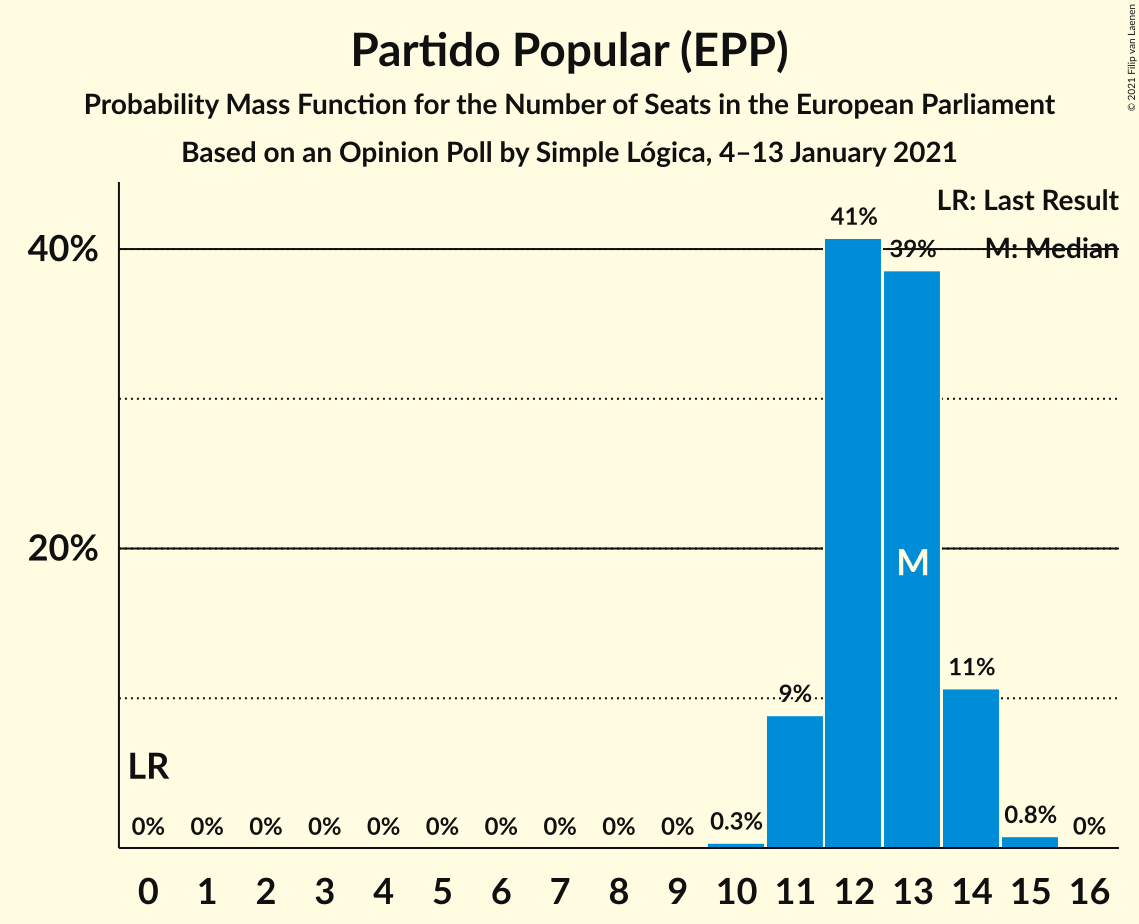 Partido Popular (EPP)
Probability Mass Function for the Number of Seats in the European Parliament
Based on an Opinion Poll by Simple Lógica, 4–13 January 2021
© 2021 Filip van Laenen
LR: Last Result
M: Median
40%
20%
41%
39%
M
11%
9%
LR
0% 0% 0% 0% 0% 0% 0% 0% 0% 0% 0.3% 0.8% 0%
0 1 2 3 4 5 6 7 8 9 10 11 12 13 14 15 16